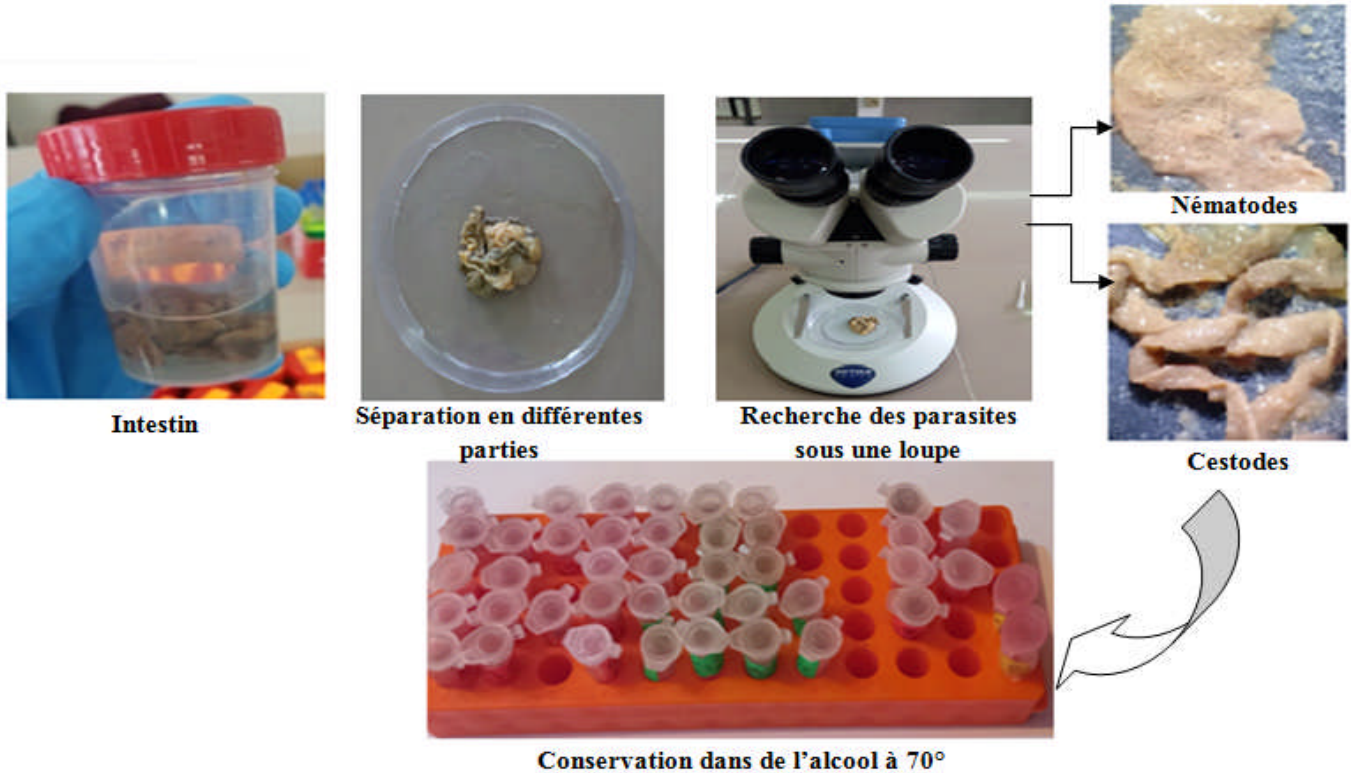 Intestin
Séparation en différentes
parties
Recherche des parasites
sous une loupe
Nématodes
Cestodes
Conservation dans de l'alcool à 70°